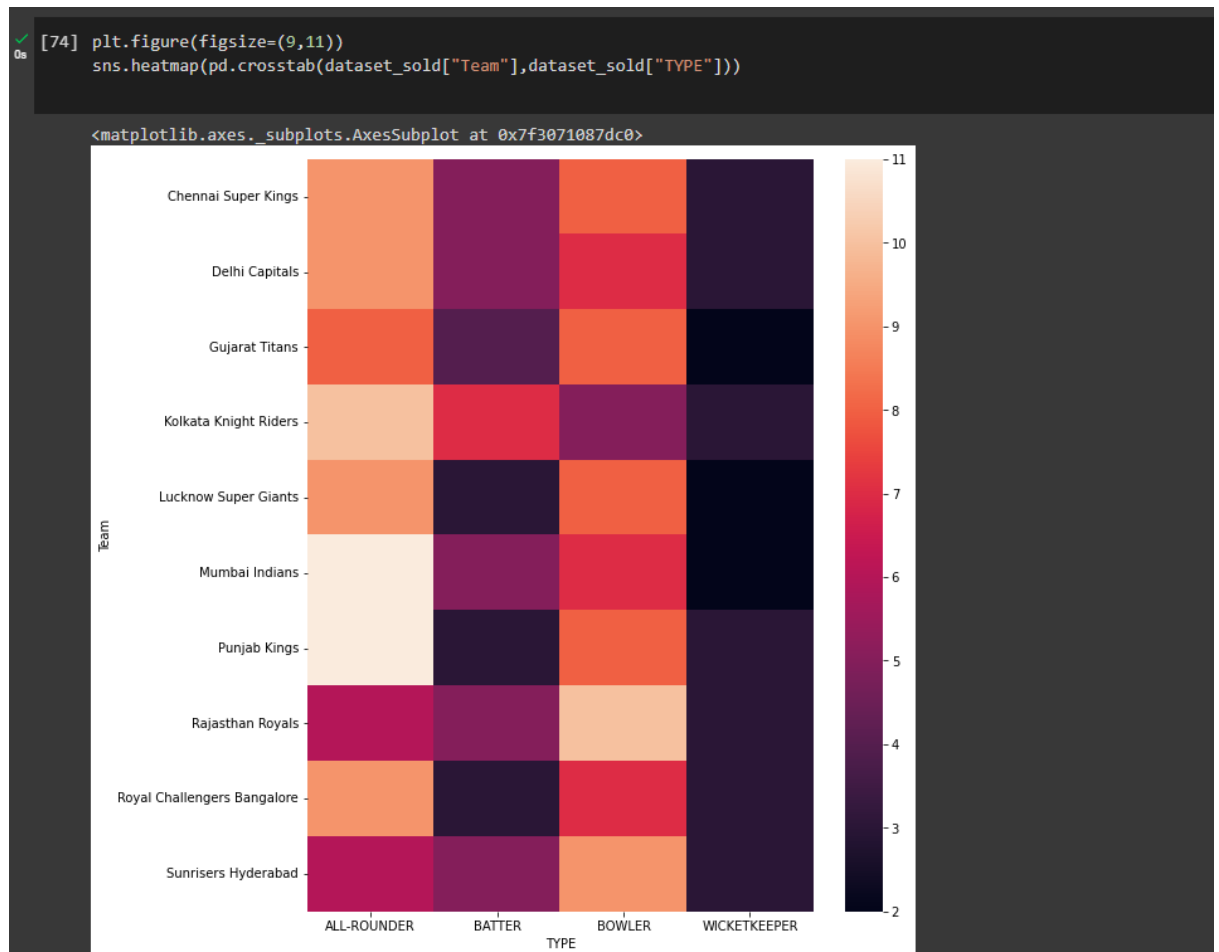 [74] plt.figure(figsize=(9,11))
0s
sns.heatmap(pd.crosstab(dataset_sold["Team"],dataset_sold["TYPE"]))
<matplotlib.axes._subplots.AxesSubplot at 0x7f3071087dc0>
Chennai Super Kings
Delhi Capitals
Gujarat Titans
Kolkata Knight Riders
Lucknow Super Giants
Mumbai Indians
Punjab Kings
Rajasthan Royals
Royal Challengers Bangalore
Sunrisers Hyderabad
Team
ALL-ROUNDER BATTER BOWLER WICKETKEEPER
TYPE
11
10
9
8
7
6
5
4
3
2